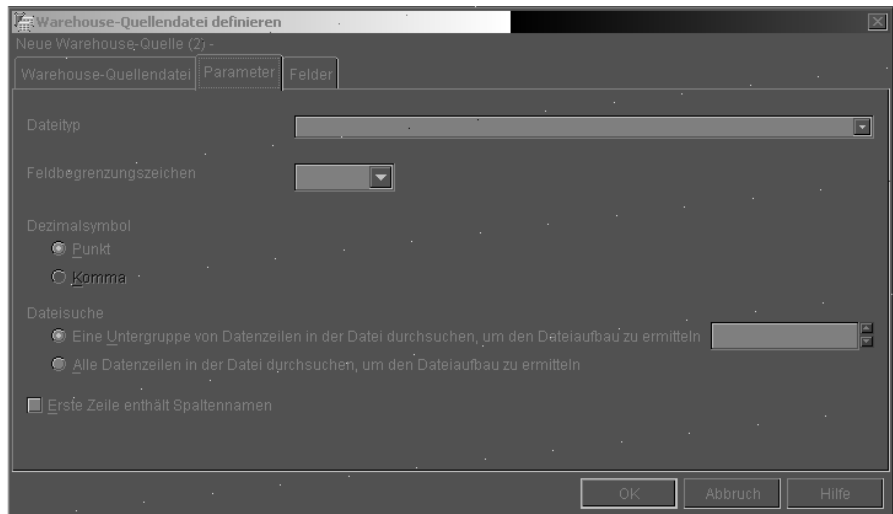 Warehouse-Quellendatei definieren
Neue Warehouse-Quelle (2) -
Warehouse-Quellendatei Parameter Felder
Dateityp
Feldbegrenzungszeichen
Dezimalsymbol
Punkt
Komma
Dateisuche
Eine Untergruppe von Datenzeilen in der Datei durchsuchen, um den Dateiaufbau zu ermitteln
Alle Datenzeilen in der Datei durchsuchen, um den Dateiaufbau zu ermitteln
Erste Zeile enthält Spaltennamen
OK Abbruch Hilfe